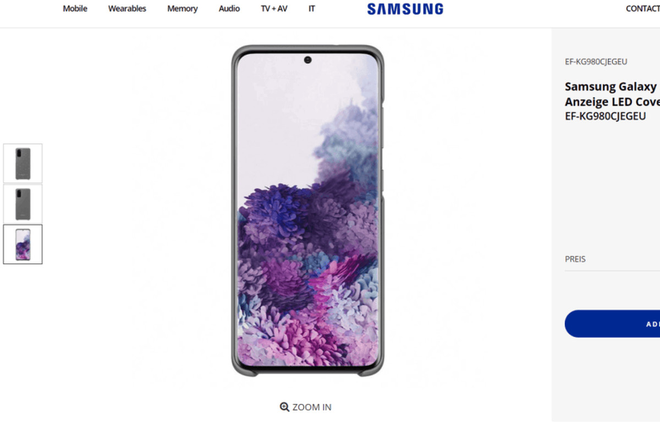 Mobile Wearables Memory Audio TV + AV IT SAMSUNG CONTACT
EF-KG980CJEGEU
Samsung Galaxy
Anzeige LED Cove
EF-KG980CJEGEU
PREIS
ADD
ZOOM IN